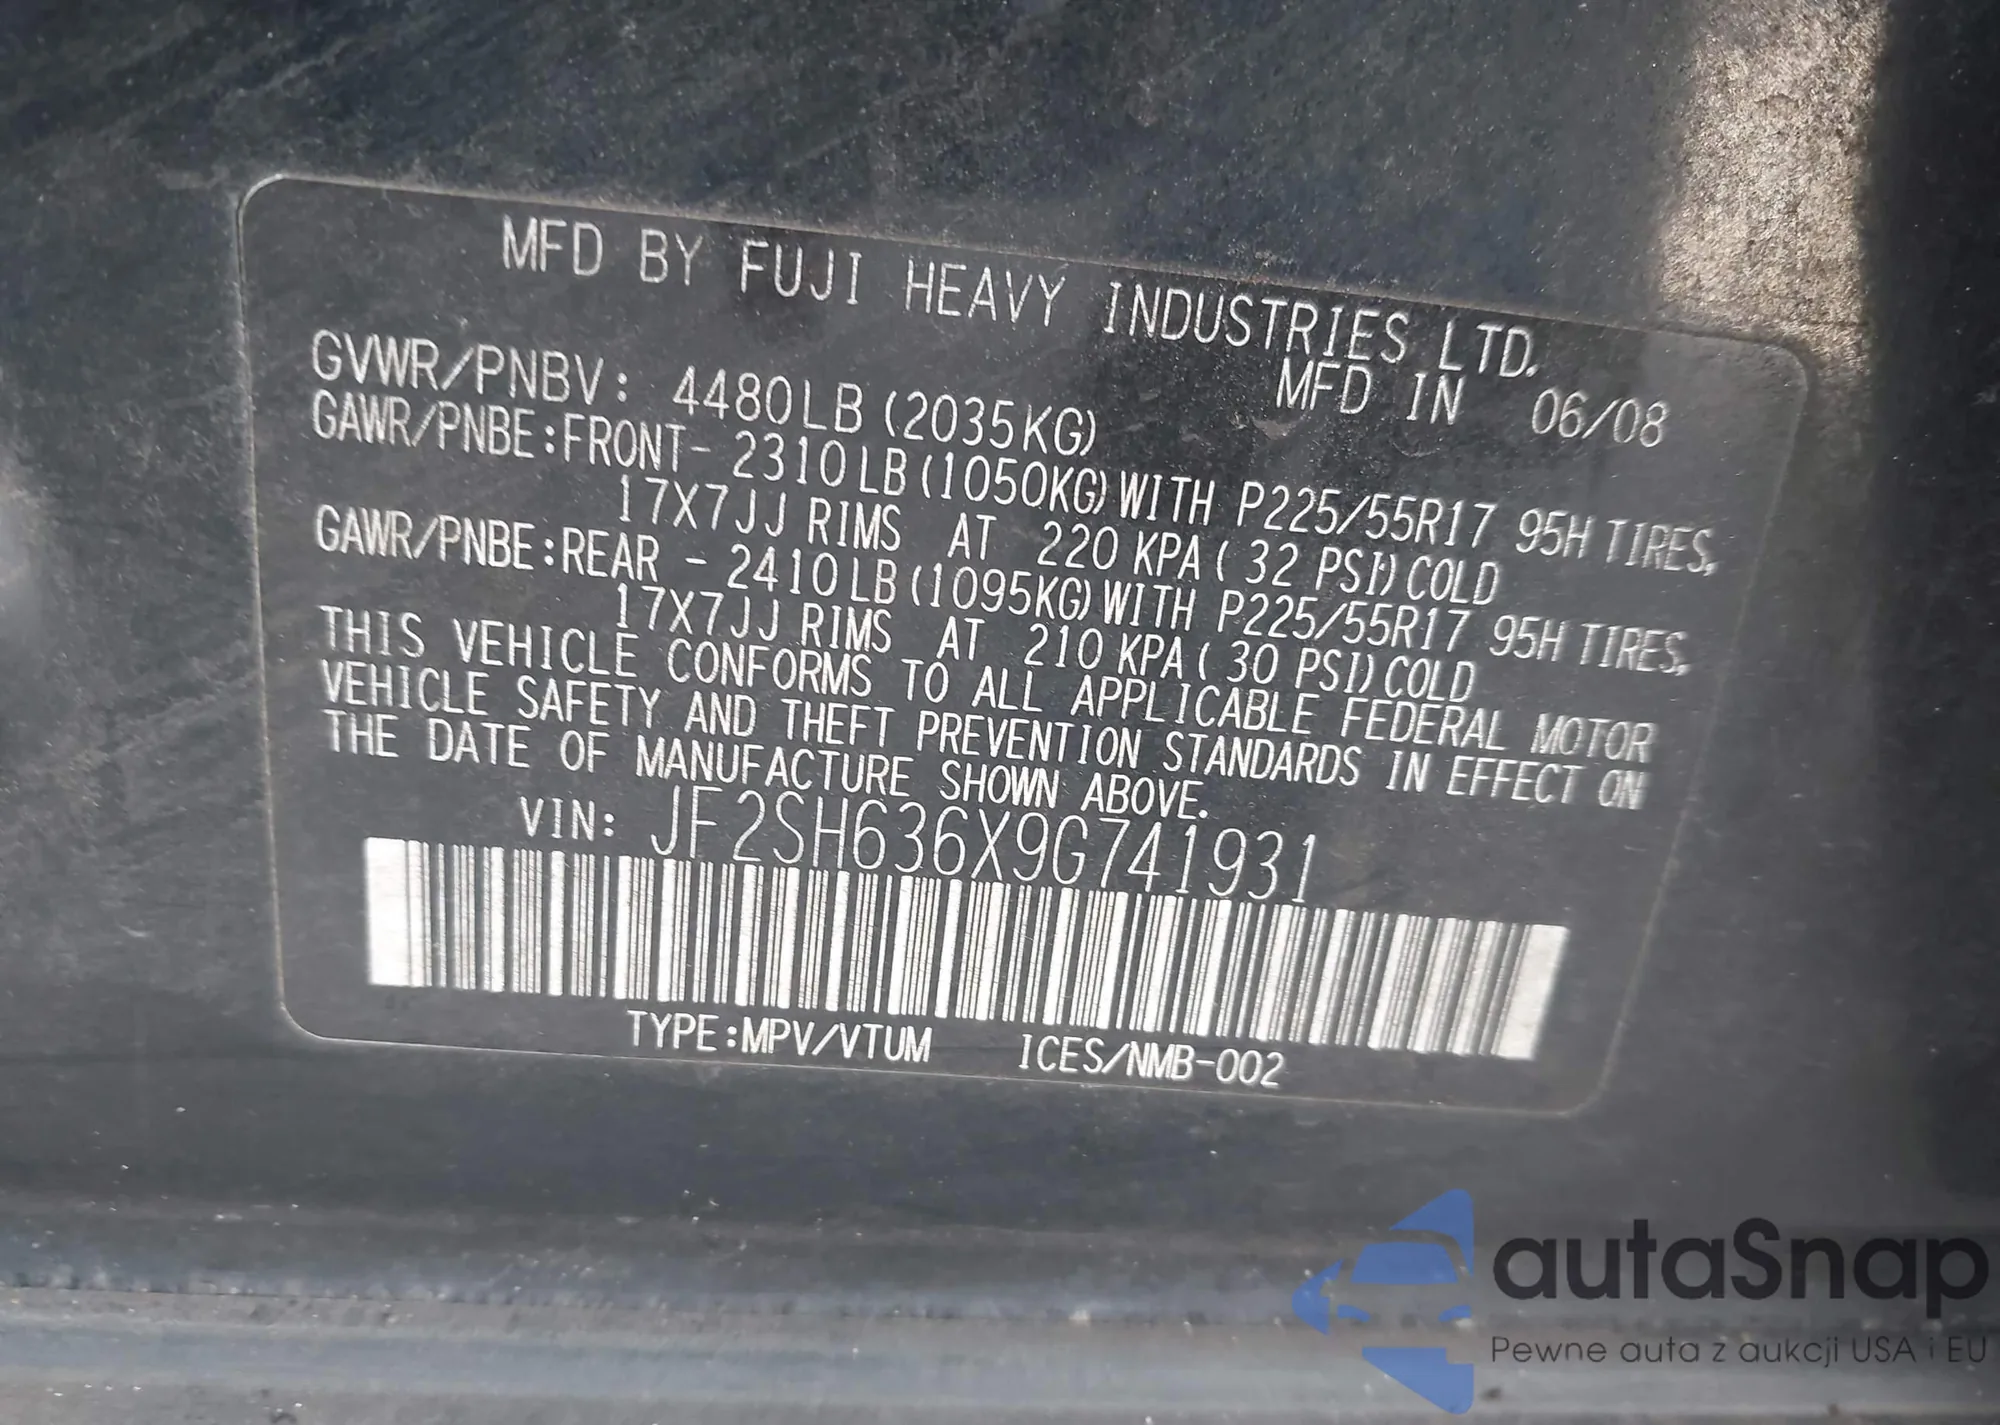 MFD BY FUJI HEAVY INDUSTRIES LTD.
MFD IN 06/08
GVWR/PNBV: 4480LB (2035KG)
GAWR/PNBE:FRONT- 2310LB(1050KG)WITH P225/55R17 95H TIRES,
17X7JJ RIMS AT 220 KPA( 32 PSI)COLD
GAWR/PNBE:REAR - 2410LB(1095KG)WITH P225/55R17 95H TIRES,
17X7JJ RIMS AT 210 KPA( 30 PSI)COLD
THIS VEHICLE CONFORMS TO ALL APPLICABLE FEDERAL MOTOR
VEHICLE SAFETY AND THEFT PREVENTION STANDARDS IN EFFECT ON
THE DATE OF MANUFACTURE SHOWN ABOVE.
VIN: JF2SH636X9G741931
TYPE:MPV/VTUM ICES/NMB-002
autaSnap
Pewne auta z aukcji USA i EU